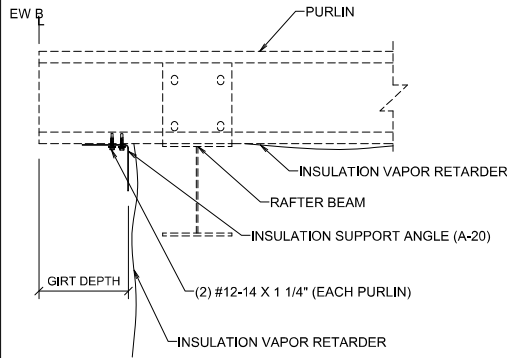 EW BL
PURLIN
INSULATION VAPOR RETARDER
RAFTER BEAM
INSULATION SUPPORT ANGLE (A-20)
GIRT DEPTH
(2) #12-14 X 1 1/4" (EACH PURLIN)
INSULATION VAPOR RETARDER